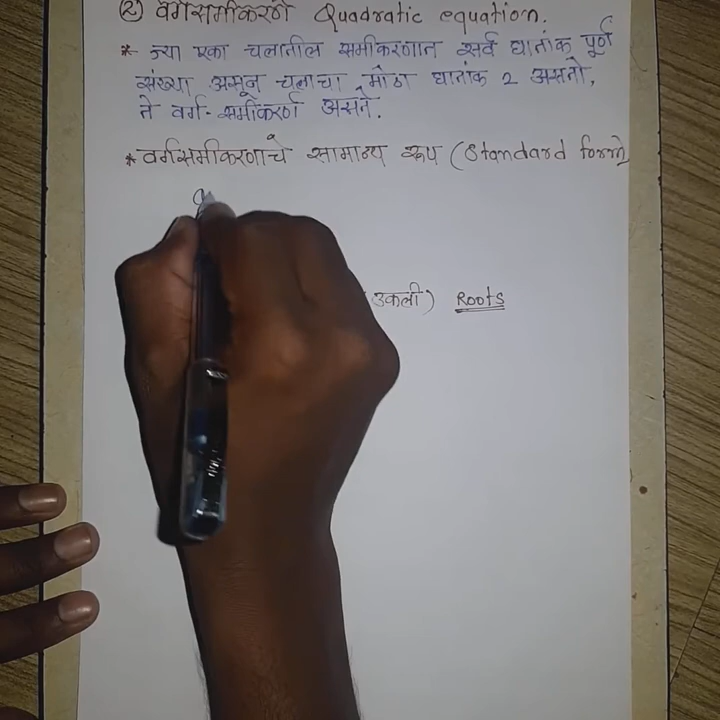 ② वर्गसमीकरणे Quadratic equation.
* ज्या एका चलातील समीकरणात सर्व घातांक पूर्ण
संख्या असून चलाचा मोठा घातांक 2 असतो,
ते वर्ग-समीकरण असते.
* वर्गसमीकरणाचे सामान्य रूप (Standard form)
उकली) Roots